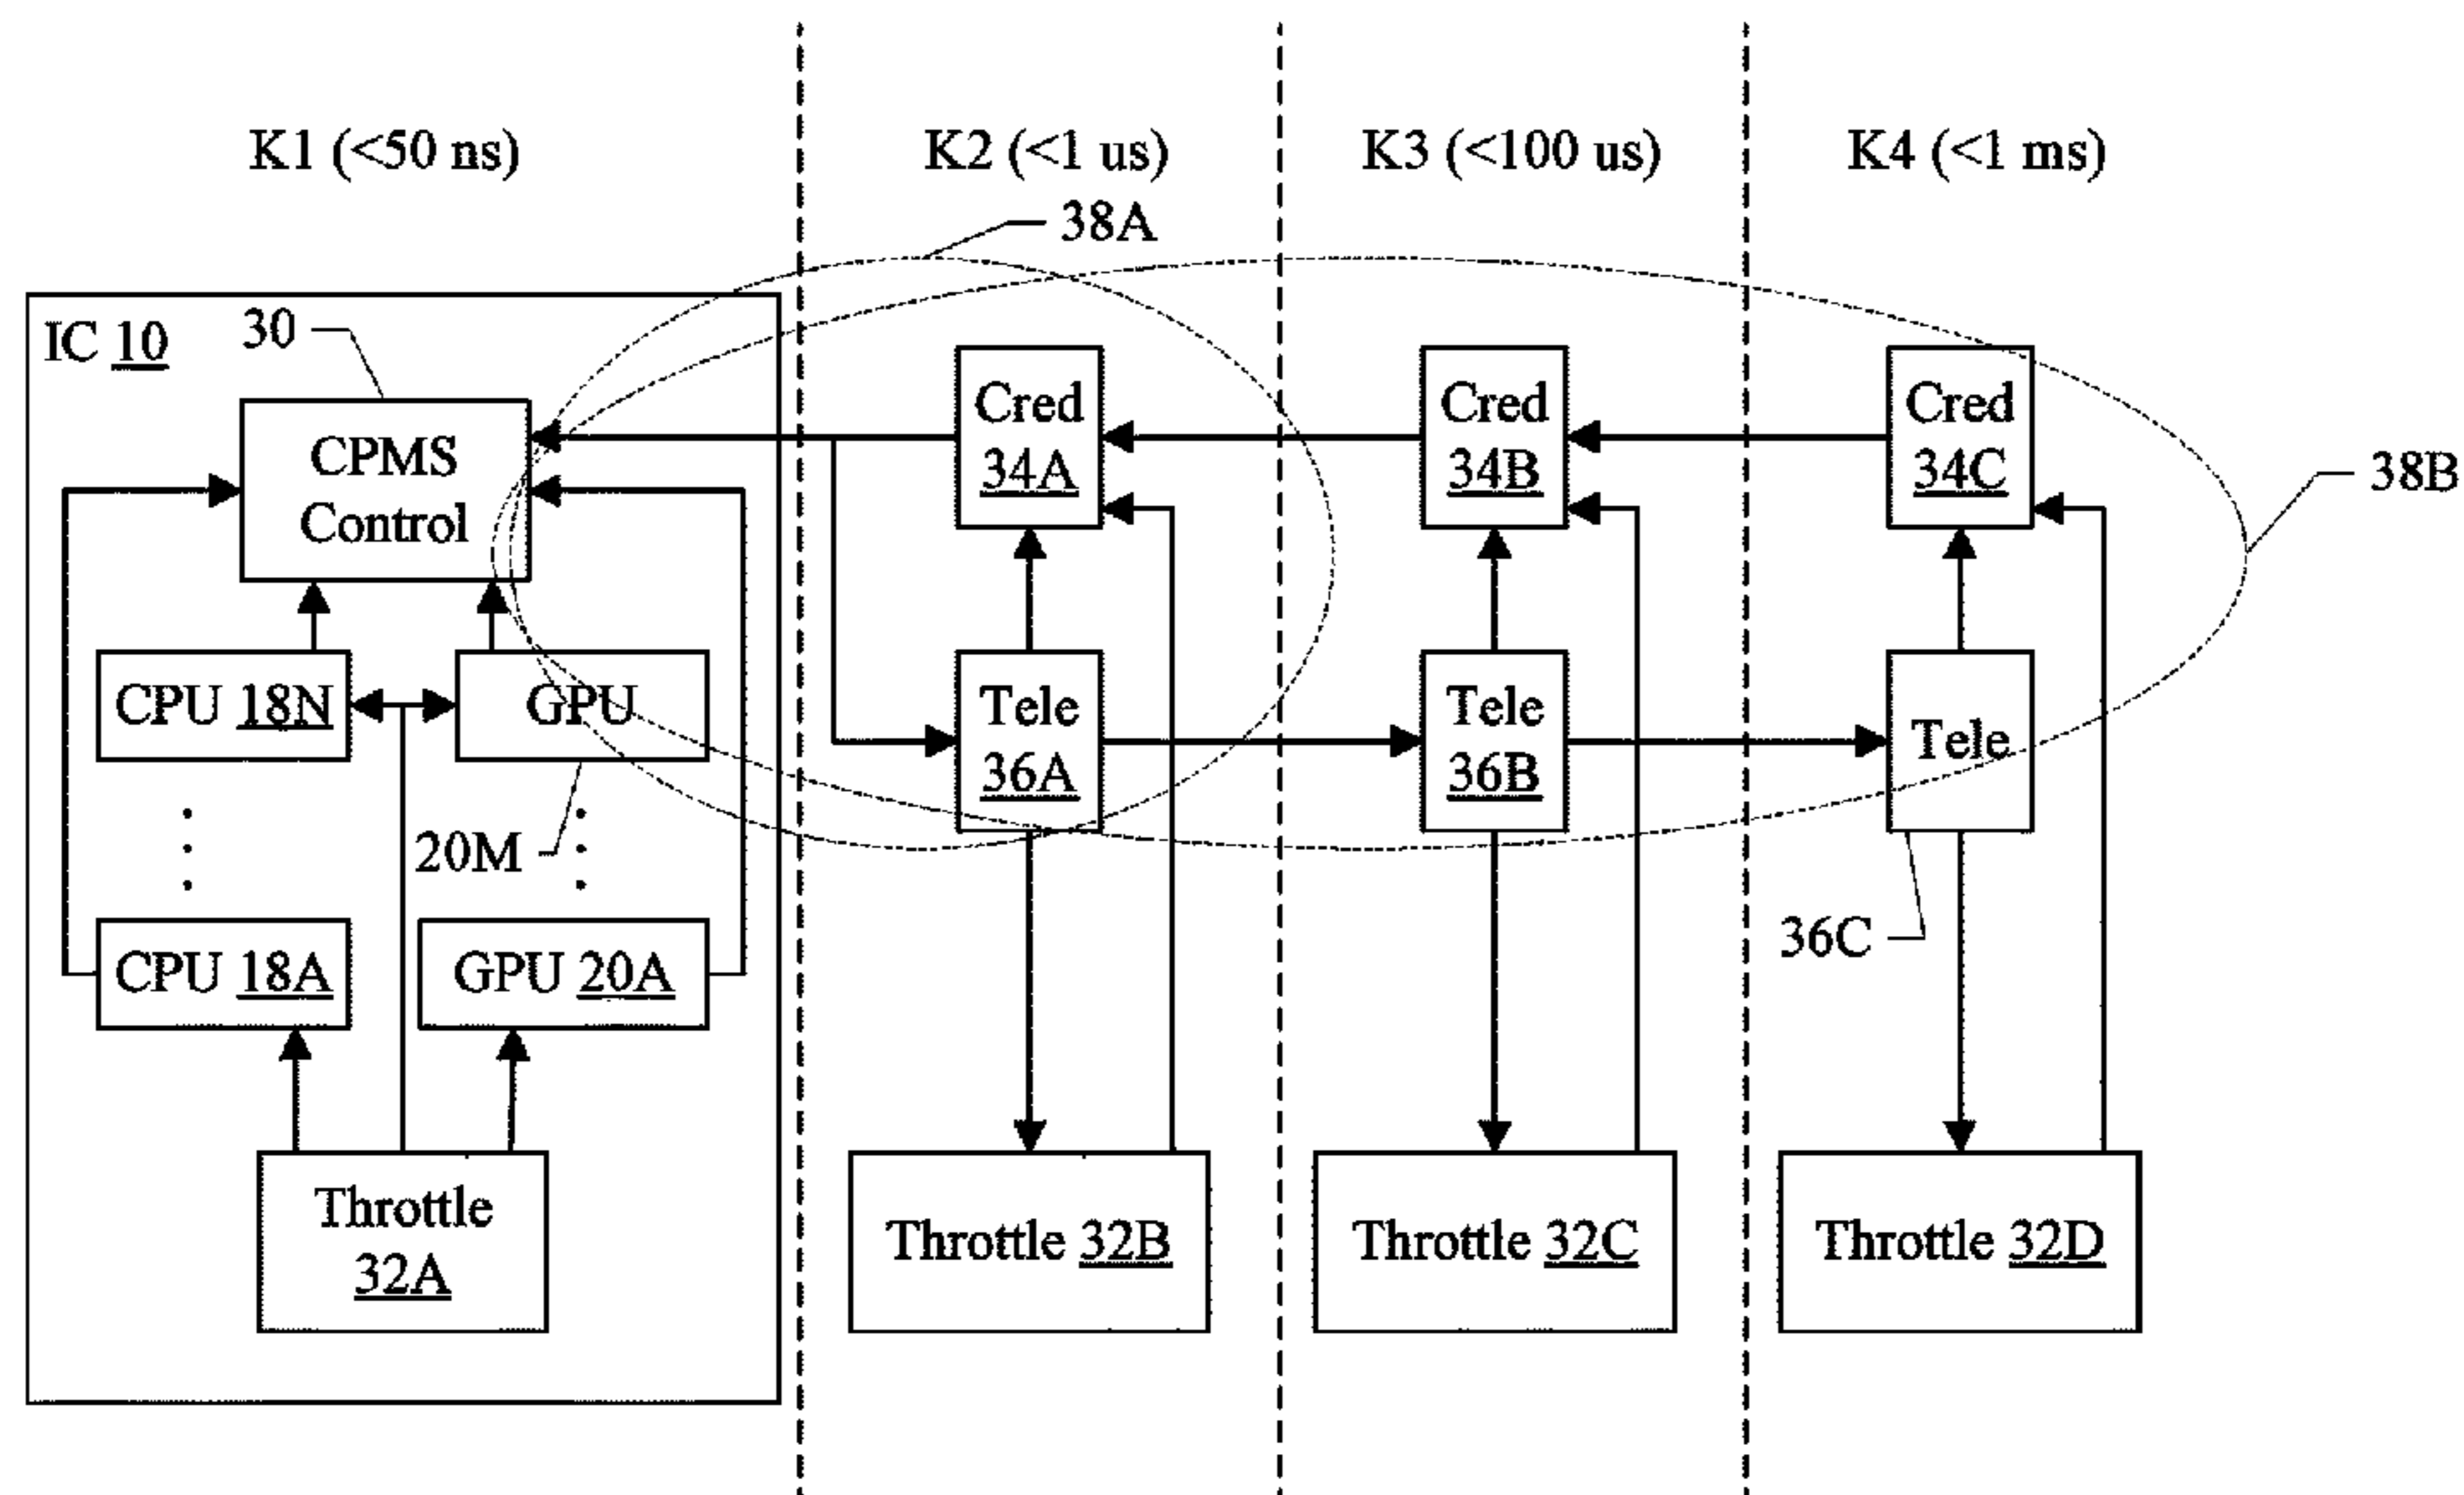 K1 (<50 ns)
K2 (<1 us)
K3 (<100 us)
K4 (<1 ms)
38A
IC 10
30
CPMS
Control
Cred
34A
Cred
34B
Cred
34C
38B
CPU 18N
GPU
Tele
36A
Tele
36B
Tele
20M
36C
CPU 18A
GPU 20A
Throttle
32A
Throttle 32B
Throttle 32C
Throttle 32D